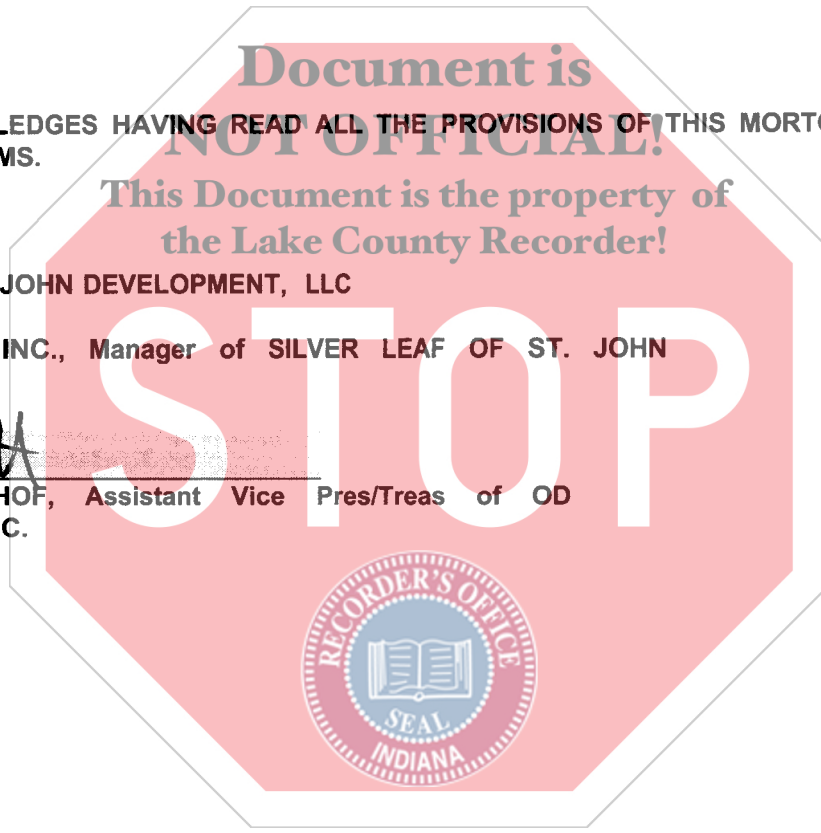 Document is
LEDGES HAVING READ ALL THE PROVISIONS OF THIS MORTG
NOT OFFICIAL!
MS.
This Document is the property of
the Lake County Recorder!
JOHN DEVELOPMENT, LLC
INC., Manager of SILVER LEAF OF ST. JOHN
STOP
HOF, Assistant Vice Pres/Treas of OD
C.
RECORDER'S OFFICE
SEAL
INDIANA